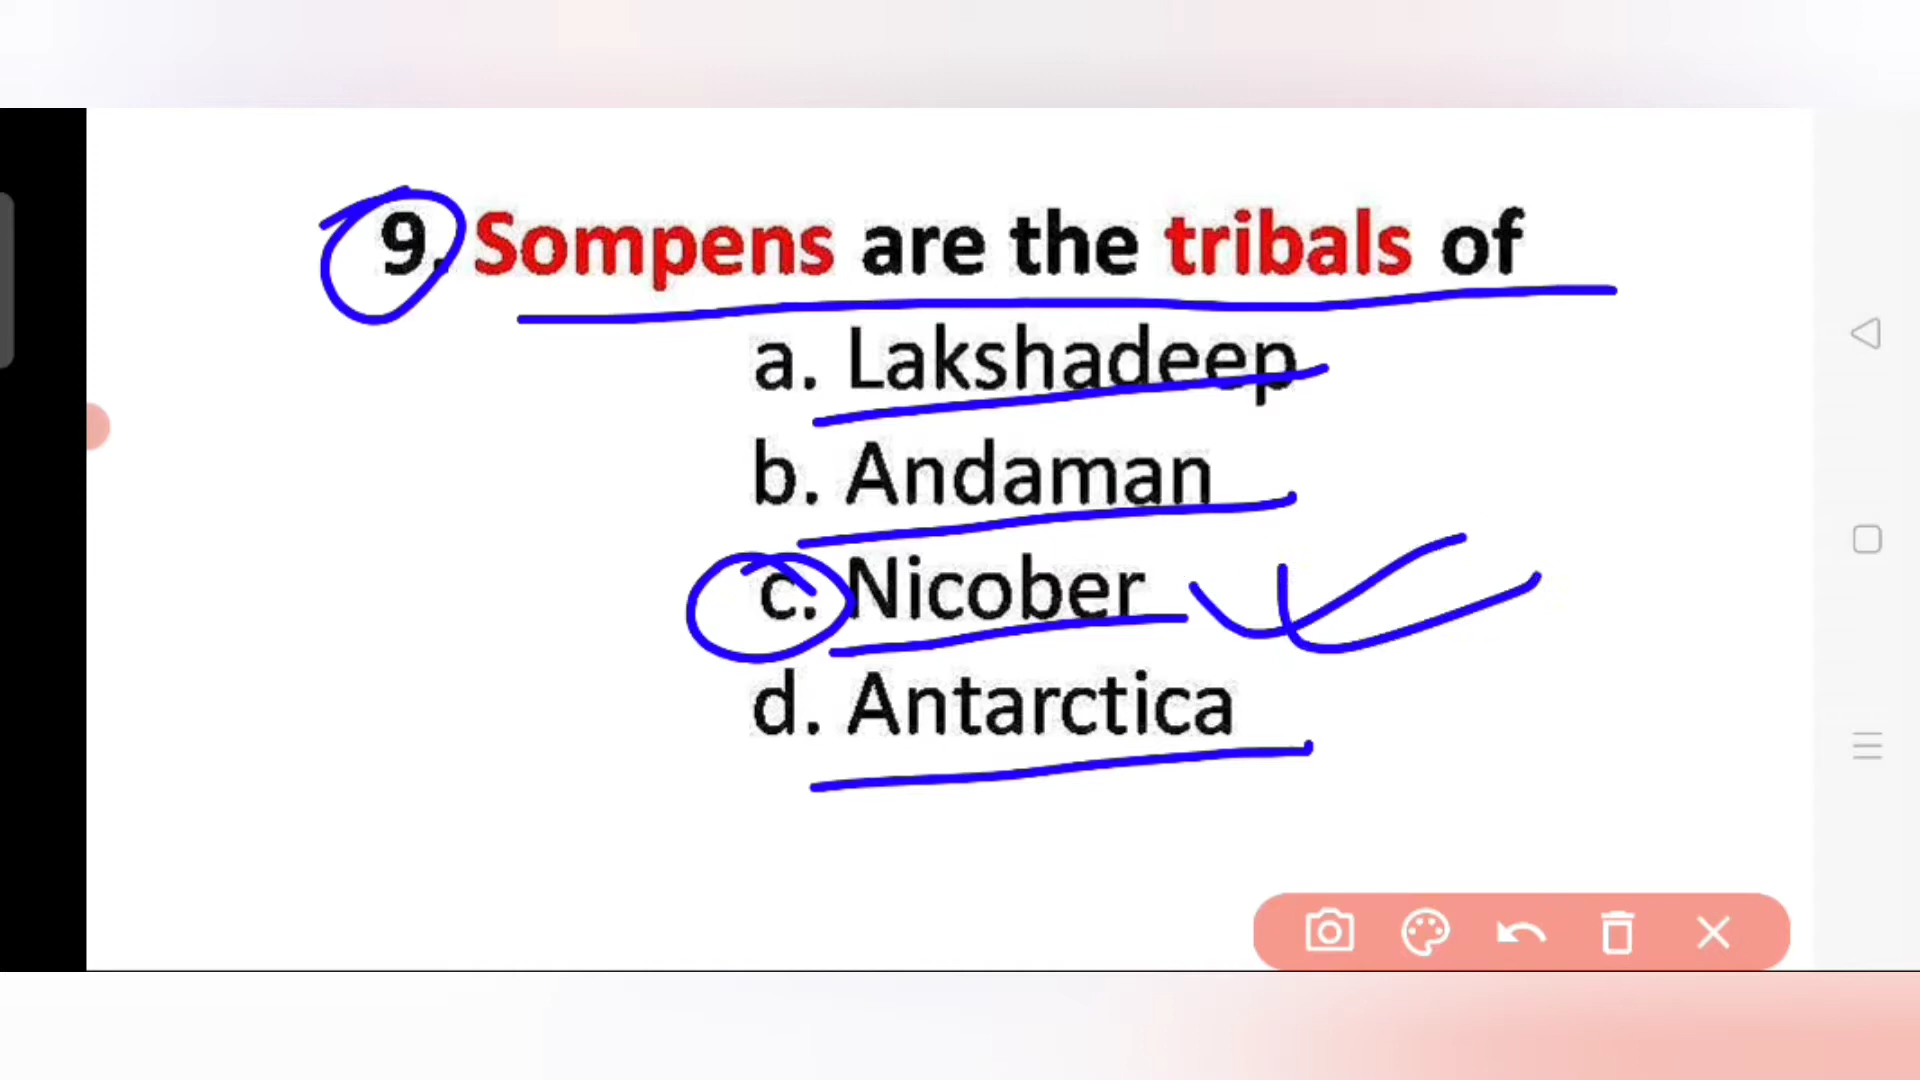 9. Sompens are the tribals of
a. Lakshadeep
b. Andaman
c. Nicober
d. Antarctica